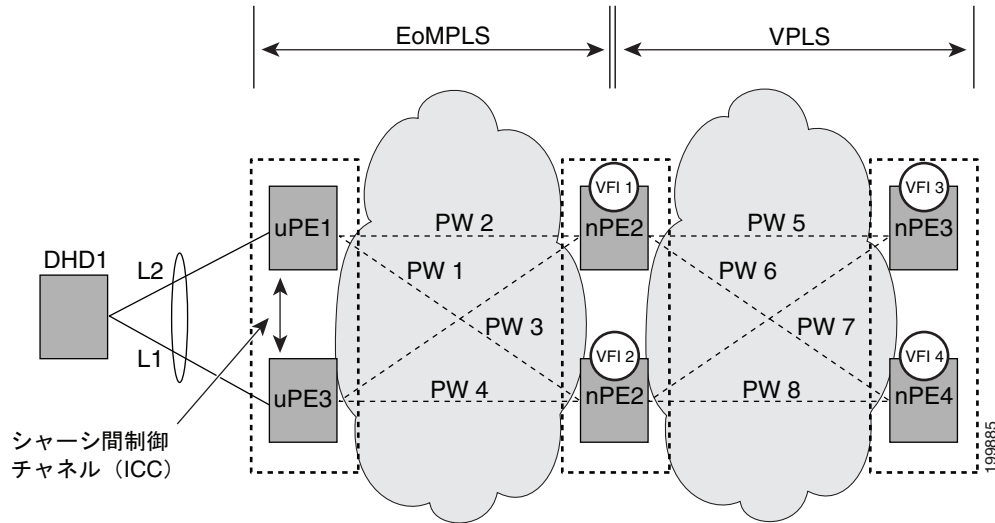 EoMPLS
VPLS
VFI 1
VFI 3
uPE1
PW 2
nPE2
PW 5
nPE3
DHD1
L2
PW 1
PW 6
PW 3
PW 7
L1
VFI 2
VFI 4
uPE3
PW 4
nPE2
PW 8
nPE4
シャーシ間制御
チャネル（ICC）
199885